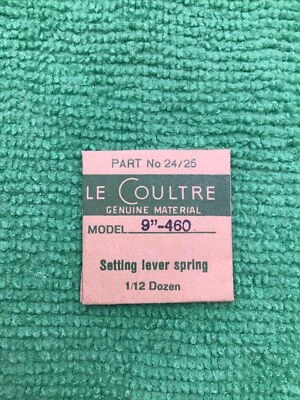 PART No 24/25
LE COULTRE
GENUINE MATERIAL
MODEL 9"-460
Setting lever spring
1/12 Dozen